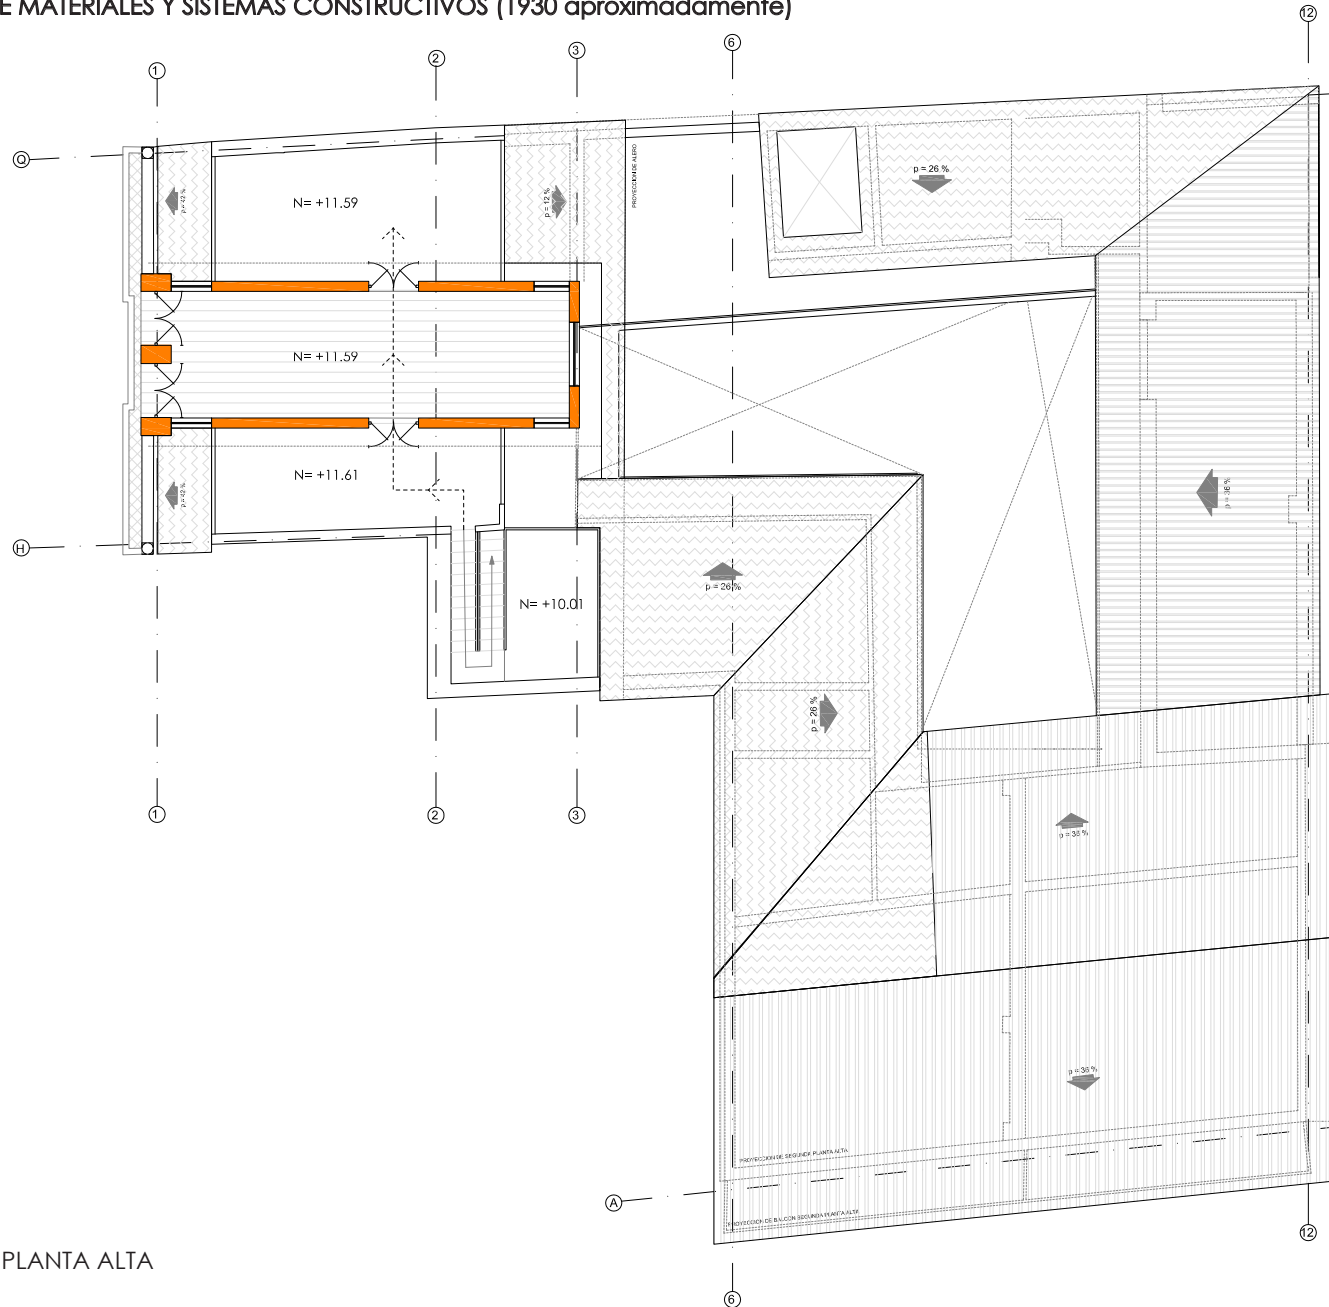 E MATERIALES Y SISTEMAS CONSTRUCTIVOS (1930 aproximadamente)
12
6
3
2
1
Q
PROYECCION DE ALERO
p = 26 %
p = 42 %
N= +11.59
p = 12 %
N= +11.59
N= +11.61
p = 42 %
p = 36 %
H
p = 26 %
N= +10.01
p = 26 %
1
2
3
p = 36 %
p = 36 %
PROYECCION DE SEGUNDA PLANTA ALTA
A
PROYECCION DE BALCON SEGUNDA PLANTA ALTA
12
PLANTA ALTA
6